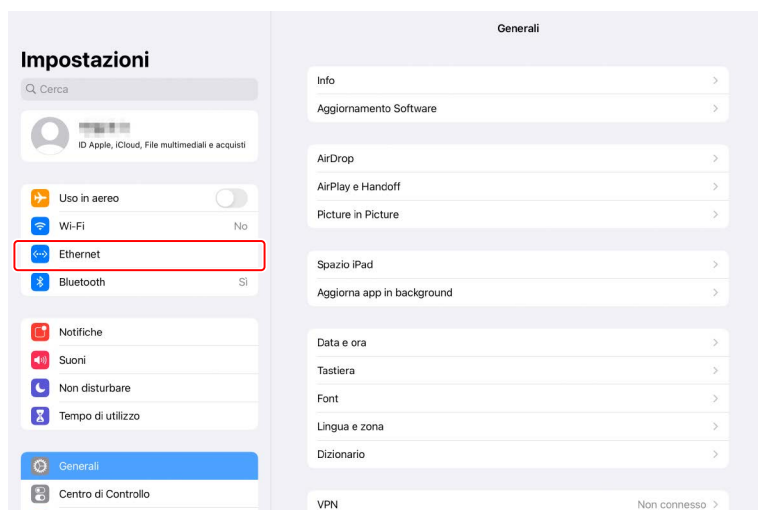 Generali
Impostazioni
Cerca
ID Apple, iCloud, File multimediali e acquisti
Uso in aereo
Wi-Fi No
Ethernet
Bluetooth Sì
Notifiche
Suoni
Non disturbare
Tempo di utilizzo
Generali
Centro di Controllo
Info
Aggiornamento Software
AirDrop
AirPlay e Handoff
Picture in Picture
Spazio iPad
Aggiorna app in background
Data e ora
Tastiera
Font
Lingua e zona
Dizionario
VPN Non connesso